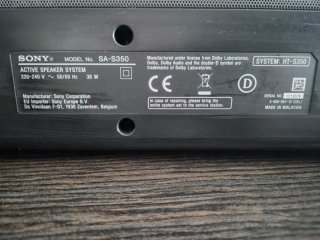 SONY® MODEL No. SA-S350
ACTIVE SPEAKER SYSTEM
220-240 V ~ 50/60 Hz 30 W
Manufacturer: Sony Corporation
EU Importer: Sony Europe B.V.
Da Vincilaan 7-D1, 1930 Zaventem, Belgium
Manufactured under license from Dolby Laboratories.
Dolby, Dolby Audio and the double-D symbol are
trademarks of Dolby Laboratories.
CE
In case of repairing, please bring the
entire system to the service station.
SYSTEM: HT-S350
D
SERIAL NO.
MADE IN MALAYSIA